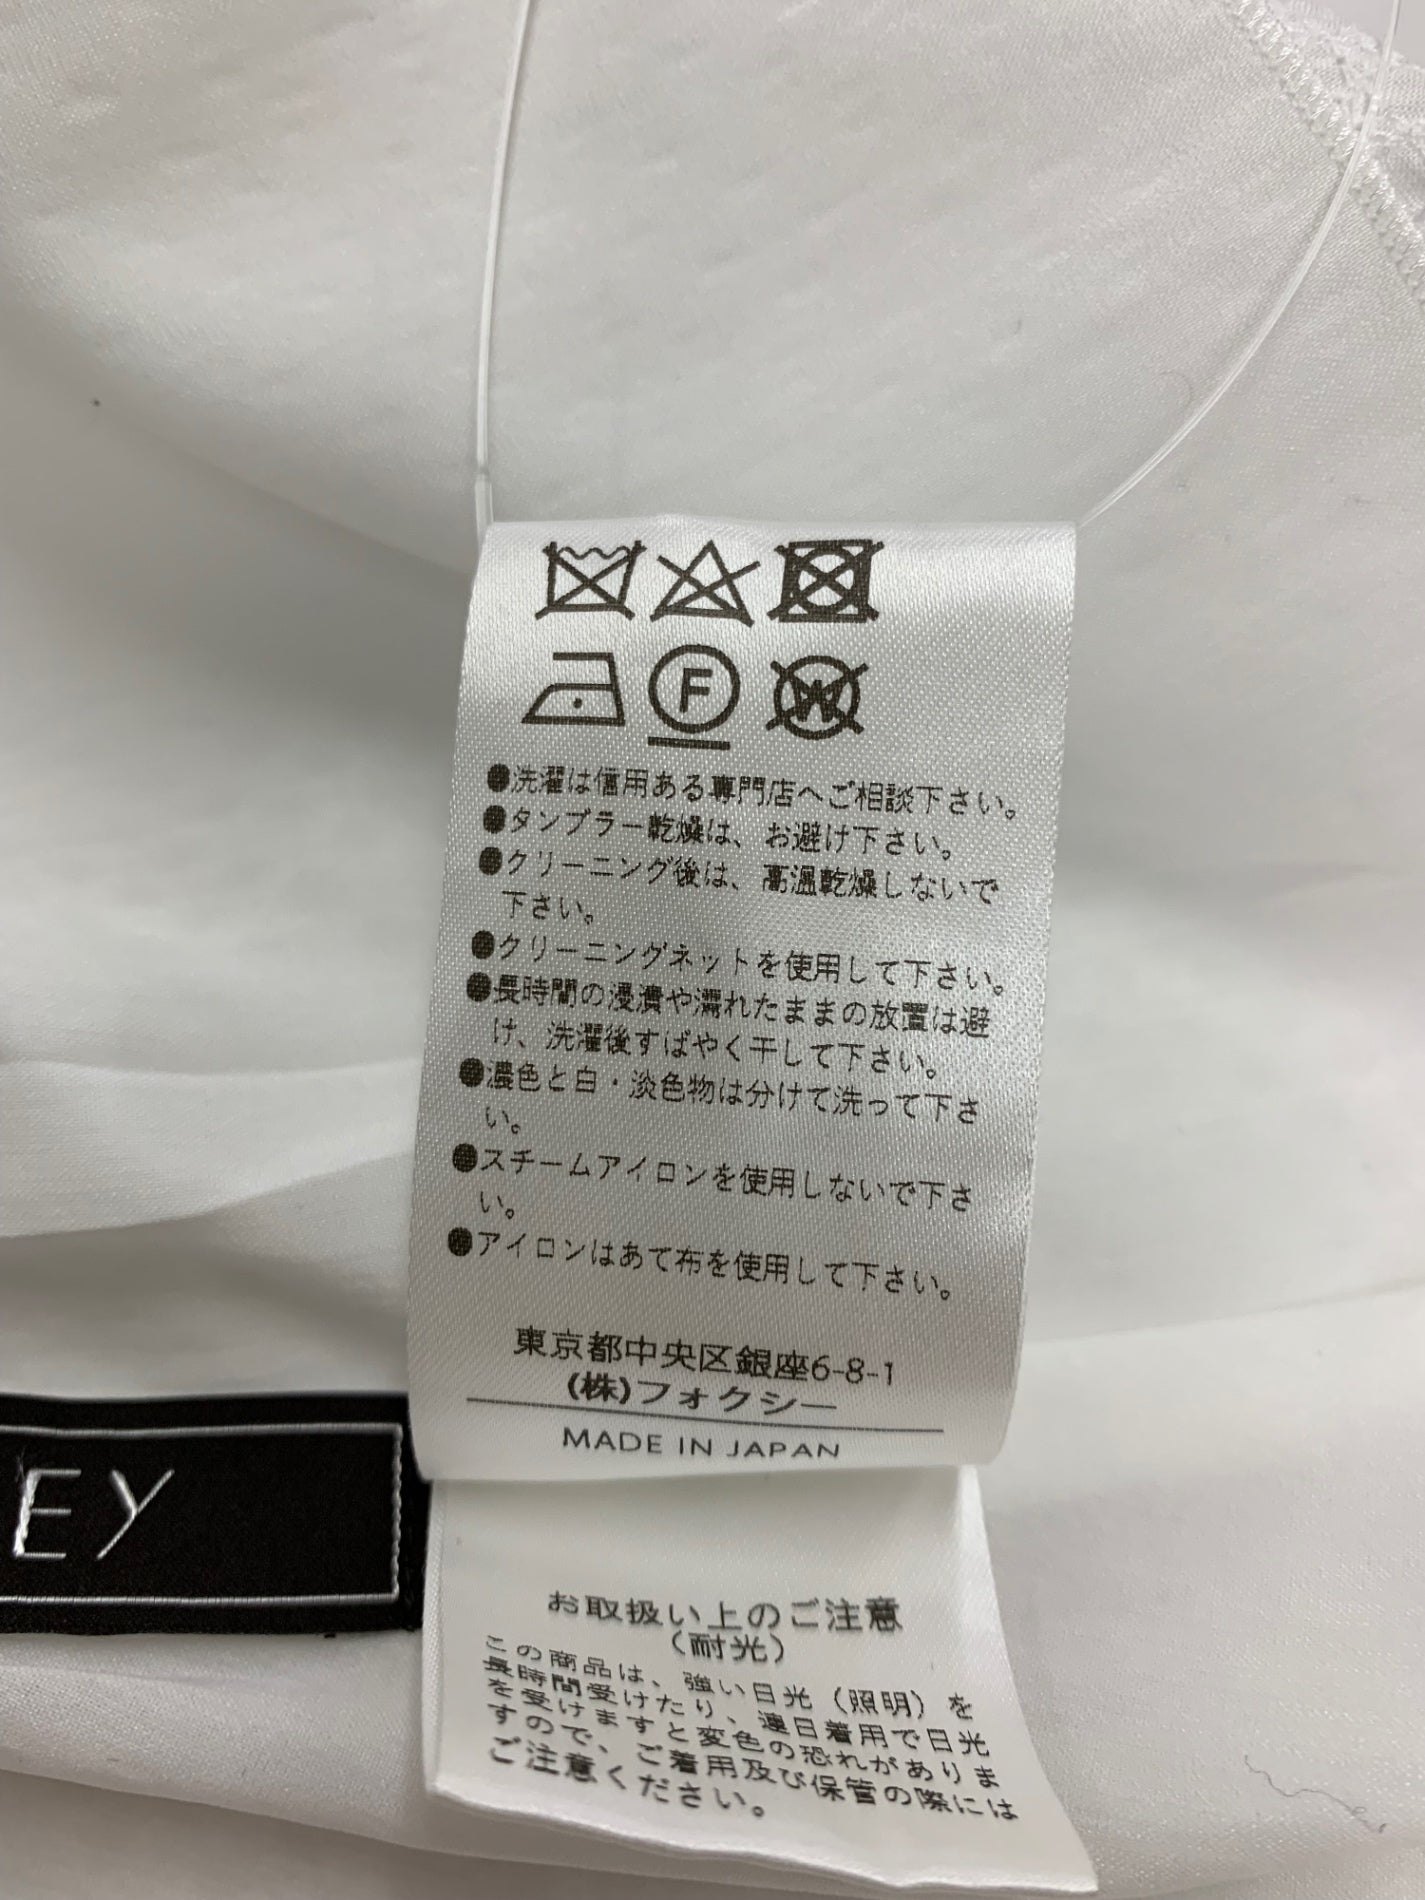 F
W
●洗濯は信用ある専門店へご相談下さい。
●タンブラー乾燥は、お避け下さい。
●クリーニング後は、高温乾燥しないで
下さい。
●クリーニングネットを使用して下さい。
●長時間の浸漬や濡れたままの放置は避
け、洗濯後すばやく干して下さい。
●濃色と白・淡色物は分けて洗って下さ
い。
●スチームアイロンを使用しないで下さ
い。
●アイロンはあて布を使用して下さい。
東京都中央区銀座6-8-1
(株)フォクシー
MADE IN JAPAN
EY
お取扱い上のご注意
(耐光)
この商品は、強い日光(照明)を
長時間受けたり、連日着用で日光
を受けますと変色の恐れがありま
すので、ご着用及び保管の際には
ご注意ください。